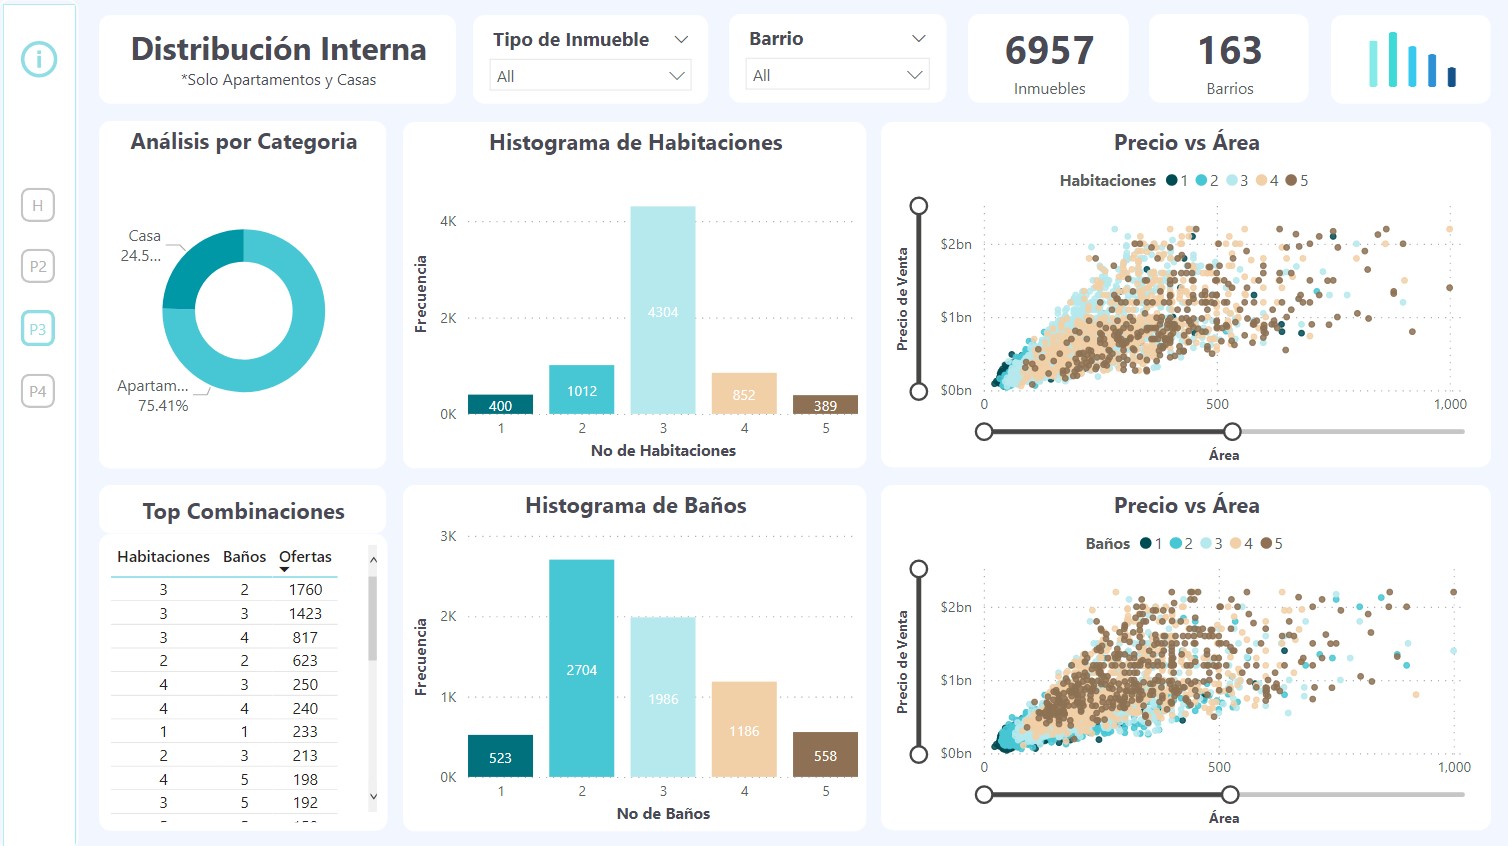 Distribución Interna
*Solo Apartamentos y Casas
Tipo de Inmueble
All
Barrio
All
6957
Inmuebles
163
Barrios
H
P2
P3
P4
Análisis por Categoria
Casa
24.5...
Apartam...
75.41%
Histograma de Habitaciones
Frecuencia
4K
2K
0K
400
1012
4304
852
389
1
2
3
4
5
No de Habitaciones
Precio vs Área
Habitaciones 1 2 3 4 5
Precio de Venta
$2bn
$1bn
$0bn
0
500
1,000
Área
Top Combinaciones
Habitaciones Baños Ofertas
3 2 1760
3 3 1423
3 4 817
2 2 623
4 3 250
4 4 240
1 1 233
2 3 213
4 5 198
3 5 192
Histograma de Baños
Frecuencia
3K
2K
1K
0K
523
2704
1986
1186
558
1
2
3
4
5
No de Baños
Precio vs Área
Baños 1 2 3 4 5
Precio de Venta
$2bn
$1bn
$0bn
0
500
1,000
Área